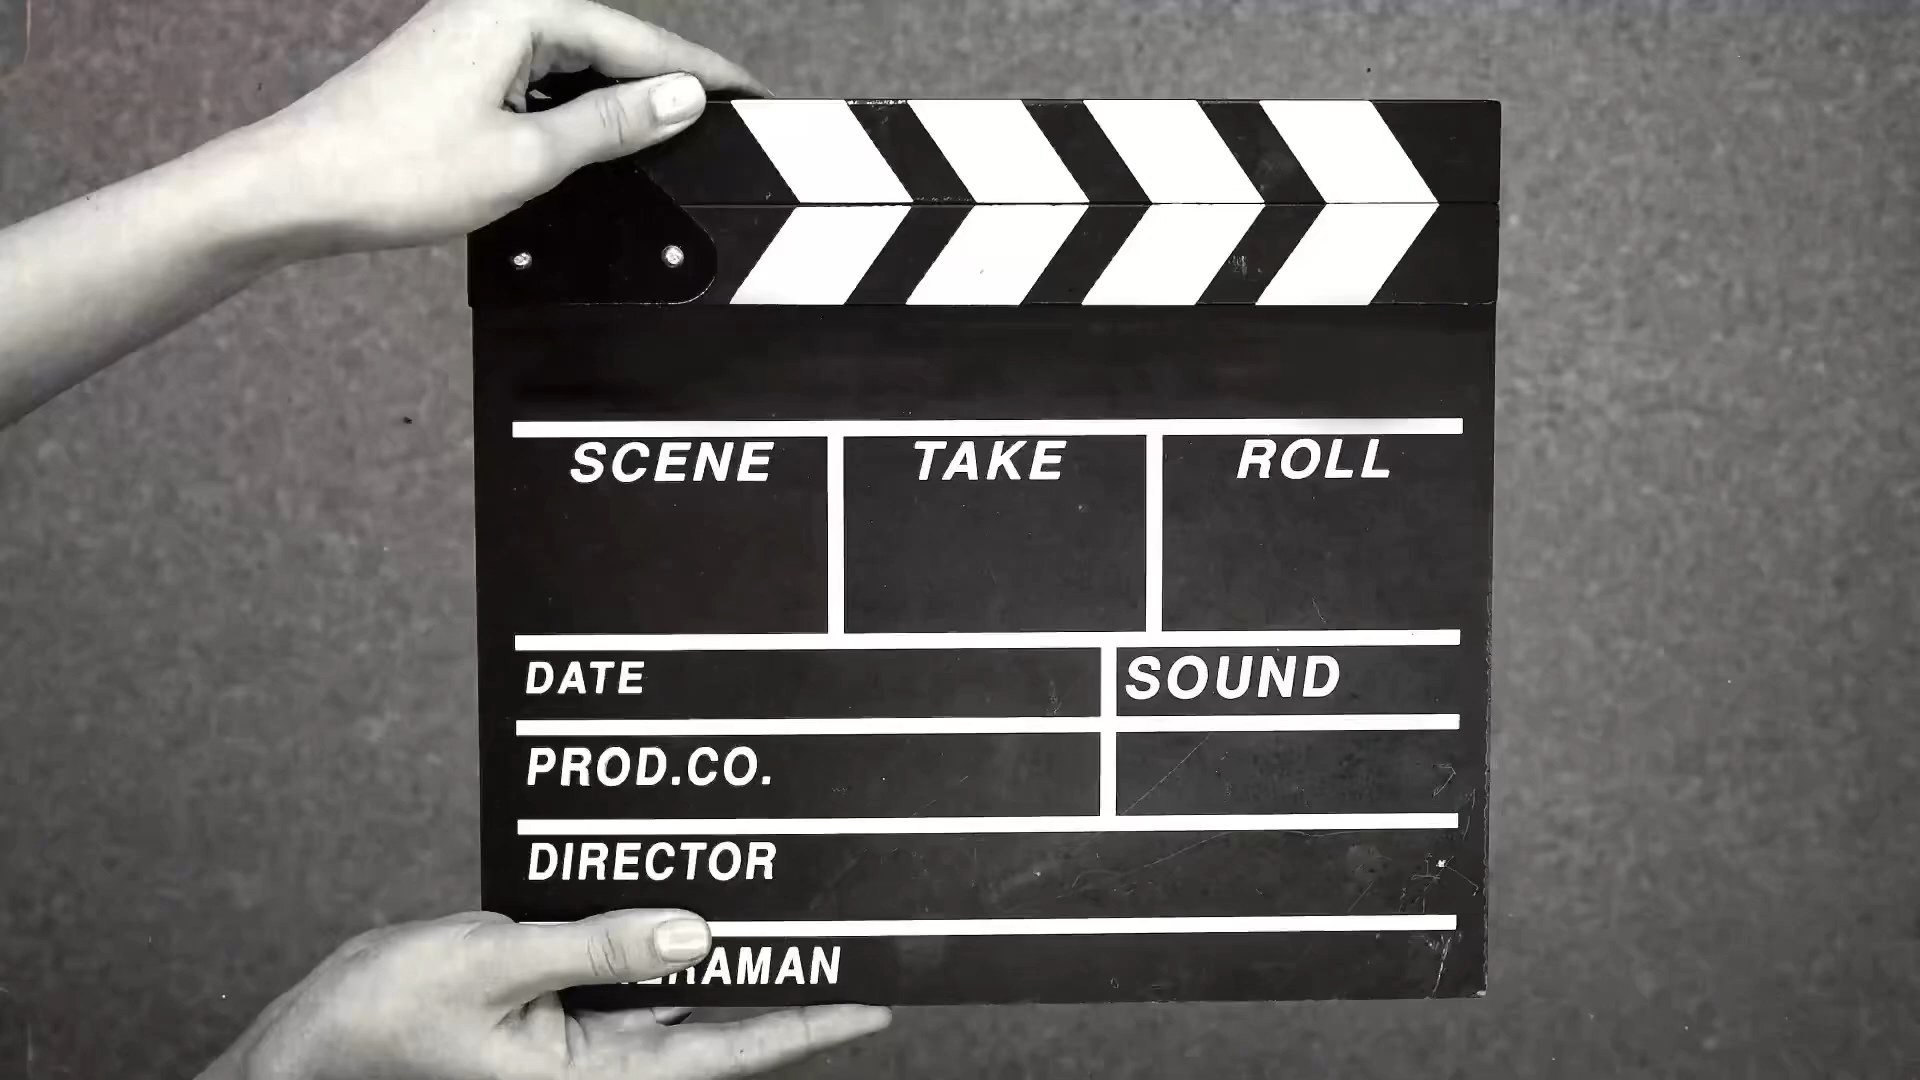 SCENE TAKE ROLL
DATE SOUND
PROD.CO.
DIRECTOR